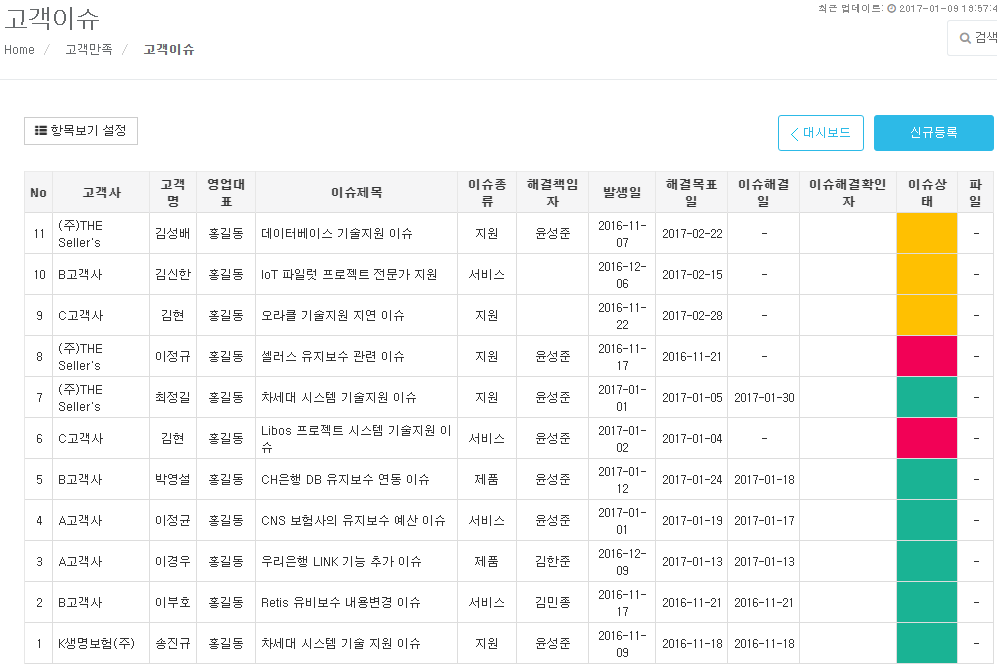 고객이슈
최근 업데이트: 2017-01-09 19:57:4
Home / 고객만족 / 고객이슈
검색
항목보기 설정
대시보드
신규등록
No 고객사 고객명 영업대표 이슈제목 이슈종류 해결책임자 발생일 해결목표일 이슈해결일 이슈해결확인자 이슈상태 파일
11 (주)THE Seller's 김성배 홍길동 데이터베이스 기술지원 이슈 지원 윤성준 2016-11-07 2017-02-22 - -
10 B고객사 김신한 홍길동 IoT 파일럿 프로젝트 전문가 지원 서비스 2016-12-06 2017-02-15 - -
9 C고객사 김현 홍길동 오라클 기술지원 지연 이슈 지원 2016-11-22 2017-02-28 - -
8 (주)THE Seller's 이정규 홍길동 셀러스 유지보수 관련 이슈 지원 윤성준 2016-11-17 2016-11-21 - -
7 (주)THE Seller's 최정길 홍길동 차세대 시스템 기술지원 이슈 지원 윤성준 2017-01-01 2017-01-05 2017-01-30 -
6 C고객사 김현 홍길동 Libos 프로젝트 시스템 기술지원 이슈 서비스 윤성준 2017-01-02 2017-01-04 - -
5 B고객사 박영설 홍길동 CH은행 DB 유지보수 연동 이슈 제품 윤성준 2017-01-12 2017-01-24 2017-01-18 -
4 A고객사 이정균 홍길동 CNS 보험사의 유지보수 예산 이슈 서비스 윤성준 2017-01-01 2017-01-19 2017-01-17 -
3 A고객사 이경우 홍길동 우리은행 LINK 기능 추가 이슈 제품 김한준 2016-12-09 2017-01-13 2017-01-13 -
2 B고객사 이부호 홍길동 Retis 유비보수 내용변경 이슈 서비스 김민종 2016-11-17 2016-11-21 2016-11-21 -
1 K생명보험(주) 송진규 홍길동 차세대 시스템 기술 지원 이슈 지원 윤성준 2016-11-09 2016-11-18 2016-11-18 -